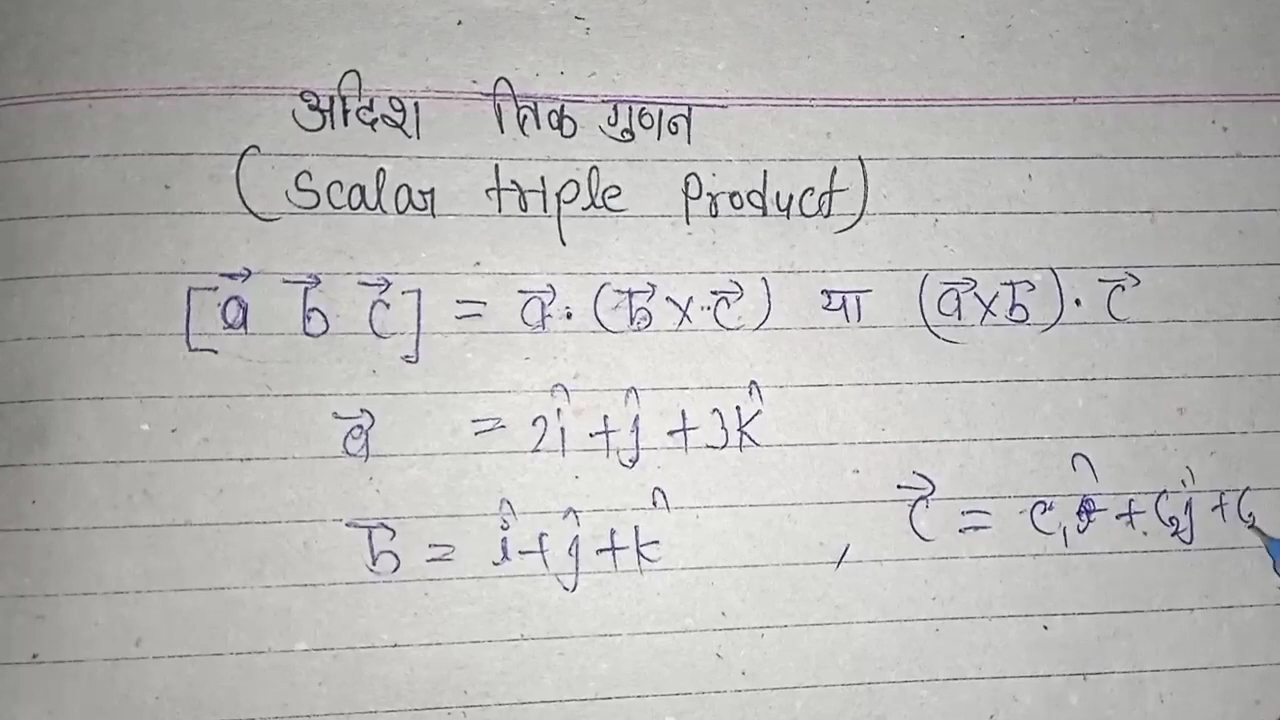 अदिश त्रिक गुणन
(Scalar triple product)
[a⃗ b⃗ c⃗] = a⃗·(b⃗×c⃗) या (a⃗×b⃗)·c⃗
a⃗ = 2î + ĵ + 3k̂
b⃗ = î + ĵ + k̂ , c⃗ = c₁î + c₂ĵ + c